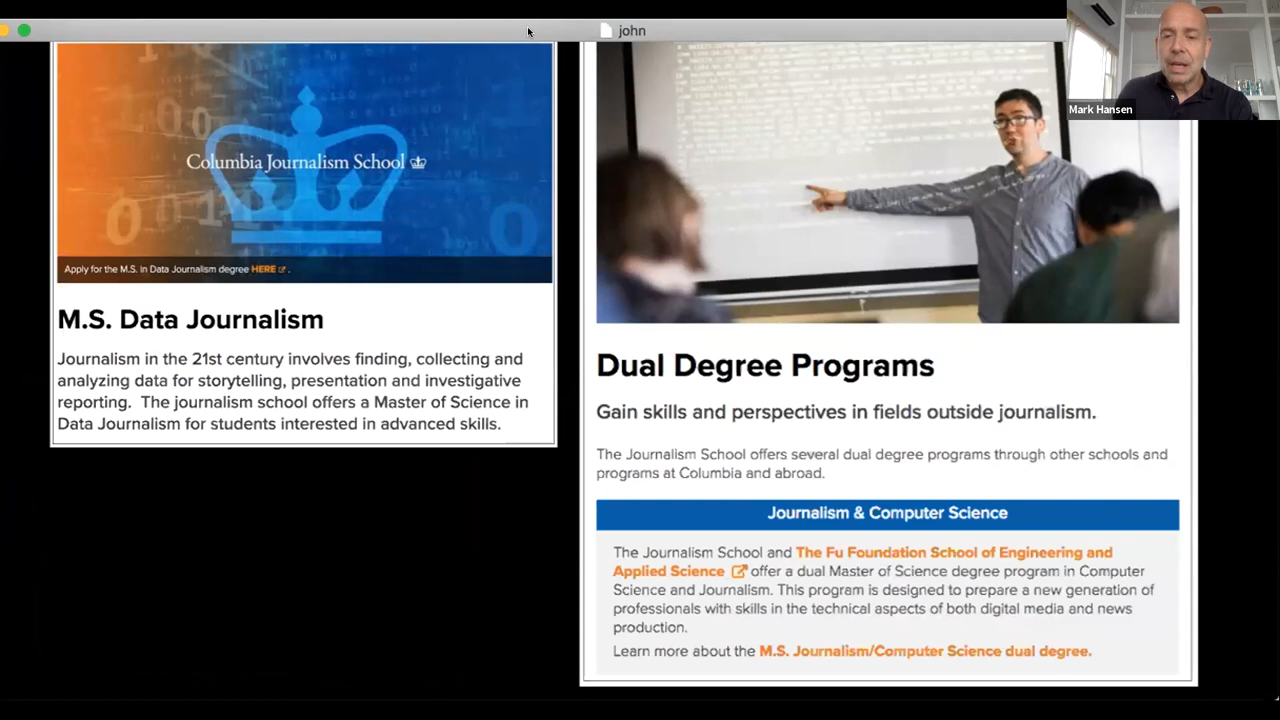 john
Mark Hansen
Columbia Journalism School
Apply for the M.S. in Data Journalism degree HERE .
M.S. Data Journalism
Journalism in the 21st century involves finding, collecting and
analyzing data for storytelling, presentation and investigative
reporting. The journalism school offers a Master of Science in
Data Journalism for students interested in advanced skills.
Dual Degree Programs
Gain skills and perspectives in fields outside journalism.
The Journalism School offers several dual degree programs through other schools and
programs at Columbia and abroad.
Journalism & Computer Science
The Journalism School and The Fu Foundation School of Engineering and
Applied Science offer a dual Master of Science degree program in Computer
Science and Journalism. This program is designed to prepare a new generation of
professionals with skills in the technical aspects of both digital media and news
production.
Learn more about the M.S. Journalism/Computer Science dual degree.